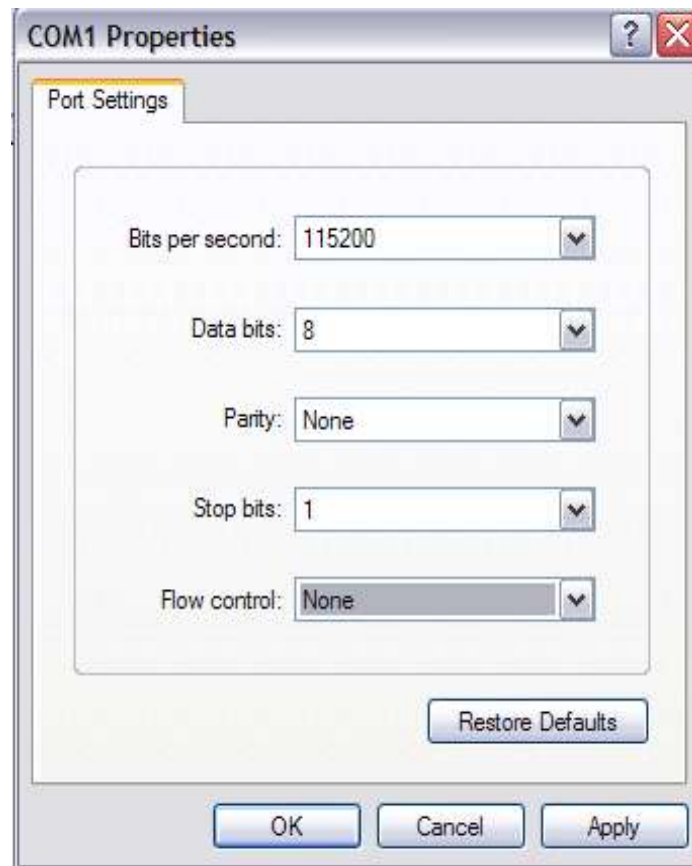 COM1 Properties
Port Settings
Bits per second: 115200
Data bits: 8
Parity: None
Stop bits: 1
Flow control: None
Restore Defaults
OK Cancel Apply